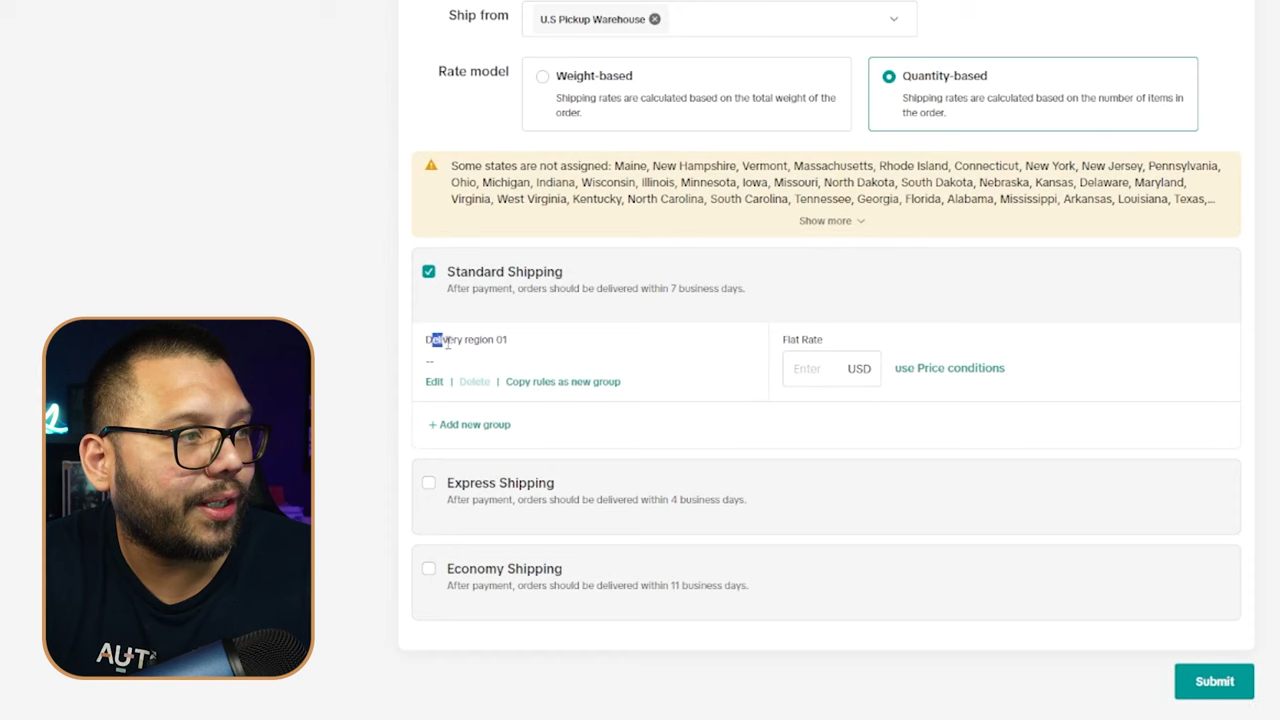 Ship from
U.S Pickup Warehouse
Rate model
Weight-based
Shipping rates are calculated based on the total weight of the
order.
Quantity-based
Shipping rates are calculated based on the number of items in
the order.
Some states are not assigned: Maine, New Hampshire, Vermont, Massachusetts, Rhode Island, Connecticut, New York, New Jersey, Pennsylvania,
Ohio, Michigan, Indiana, Wisconsin, Illinois, Minnesota, Iowa, Missouri, North Dakota, South Dakota, Nebraska, Kansas, Delaware, Maryland,
Virginia, West Virginia, Kentucky, North Carolina, South Carolina, Tennessee, Georgia, Florida, Alabama, Mississippi, Arkansas, Louisiana, Texas,...
Show more
Standard Shipping
After payment, orders should be delivered within 7 business days.
Delivery region 01
--
Edit | Delete | Copy rules as new group
Flat Rate
Enter USD use Price conditions
+ Add new group
Express Shipping
After payment, orders should be delivered within 4 business days.
Economy Shipping
After payment, orders should be delivered within 11 business days.
Submit